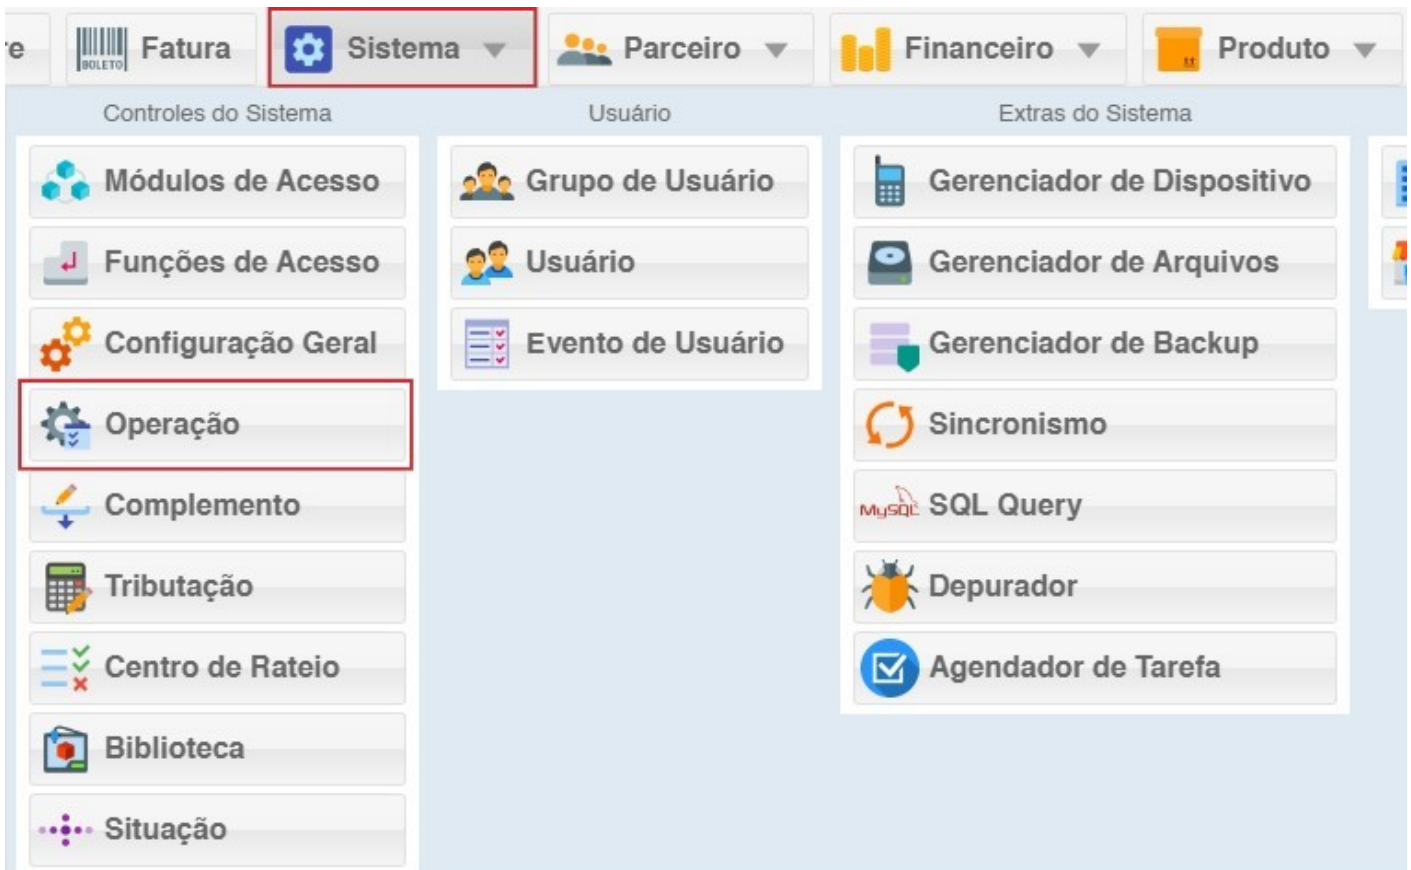 Fatura
BOLETO
Sistema
Parceiro
Financeiro
Produto
Controles do Sistema
Módulos de Acesso
Funções de Acesso
Configuração Geral
Operação
Complemento
Tributação
Centro de Rateio
Biblioteca
Situação
Usuário
Grupo de Usuário
Usuário
Evento de Usuário
Extras do Sistema
Gerenciador de Dispositivo
Gerenciador de Arquivos
Gerenciador de Backup
Sincronismo
MySQL SQL Query
Depurador
Agendador de Tarefa